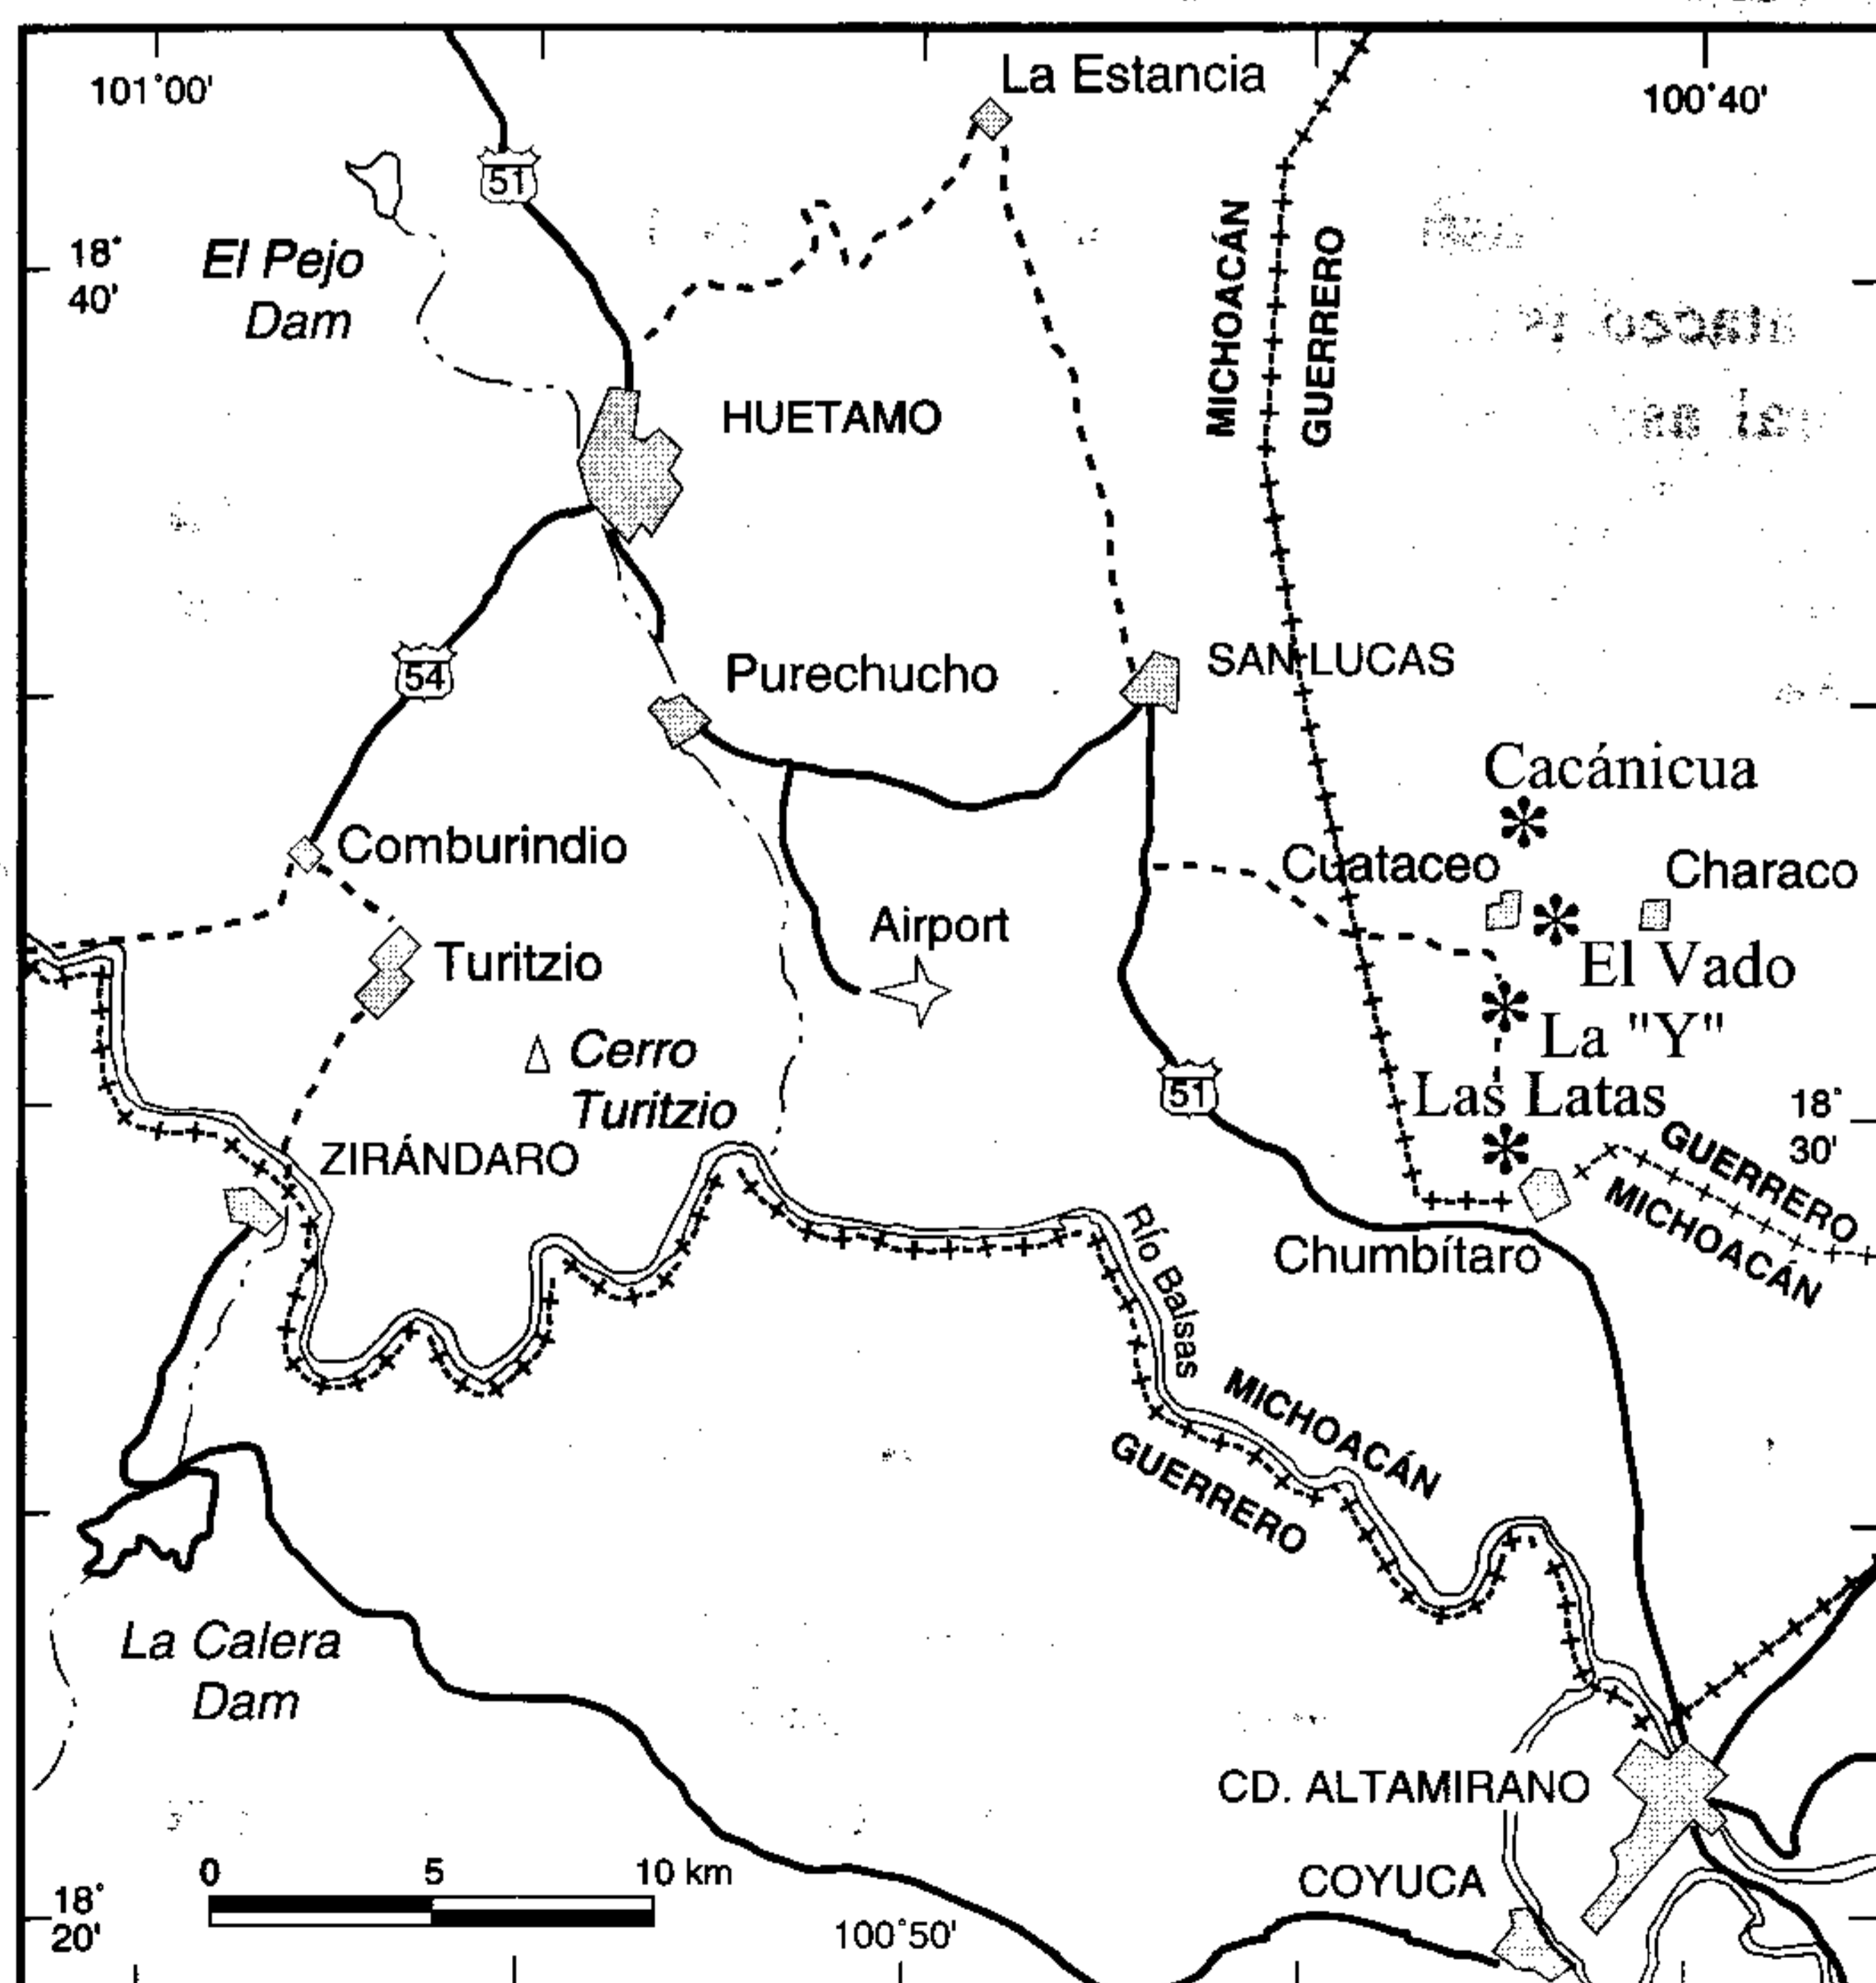 La Estancia
101°00'
100°40'
51
18°
40'
El Pejo
Dam
MICHOACÁN
GUERRERO
HUETAMO
54
Purechucho
SAN LUCAS
Cacánicua
Comburindio
Cuataceo
Characo
Airport
Turitzio
El Vado
La "Y"
Cerro
Turitzio
51
Las Latas
18°
30'
GUERRERO
MICHOACÁN
ZIRÁNDARO
Chumbítaro
Río Balsas
MICHOACÁN
GUERRERO
La Calera
Dam
CD. ALTAMIRANO
COYUCA
0 5 10 km
18°
20'
100°50'